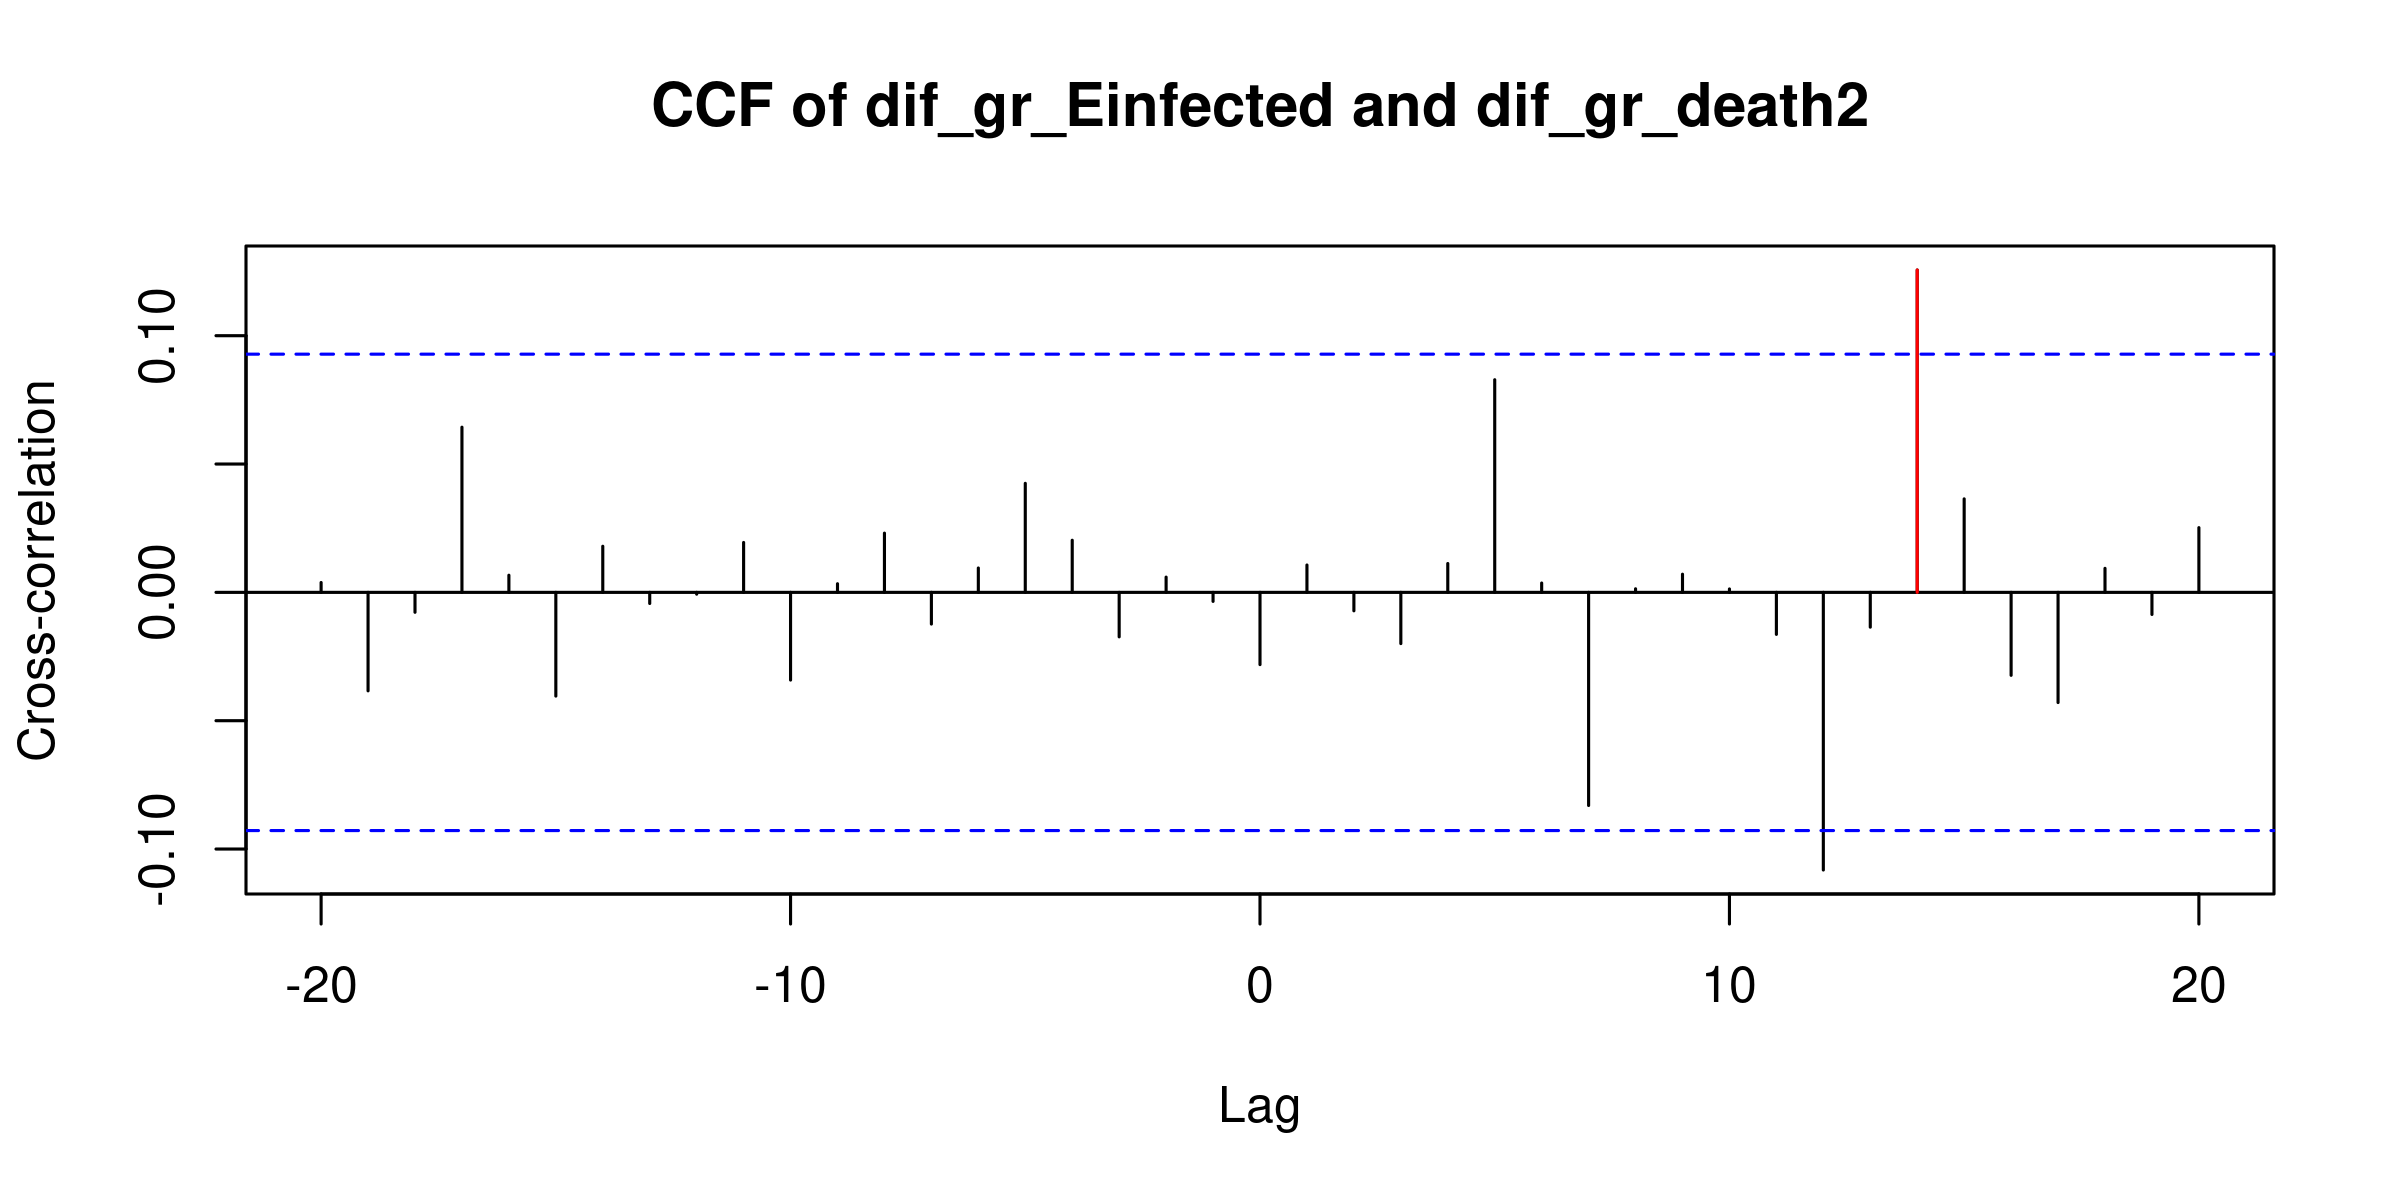 CCF of dif_gr_Einfected and dif_gr_death2
Cross-correlation
0.10
0.00
-0.10
-20 -10 0 10 20
Lag